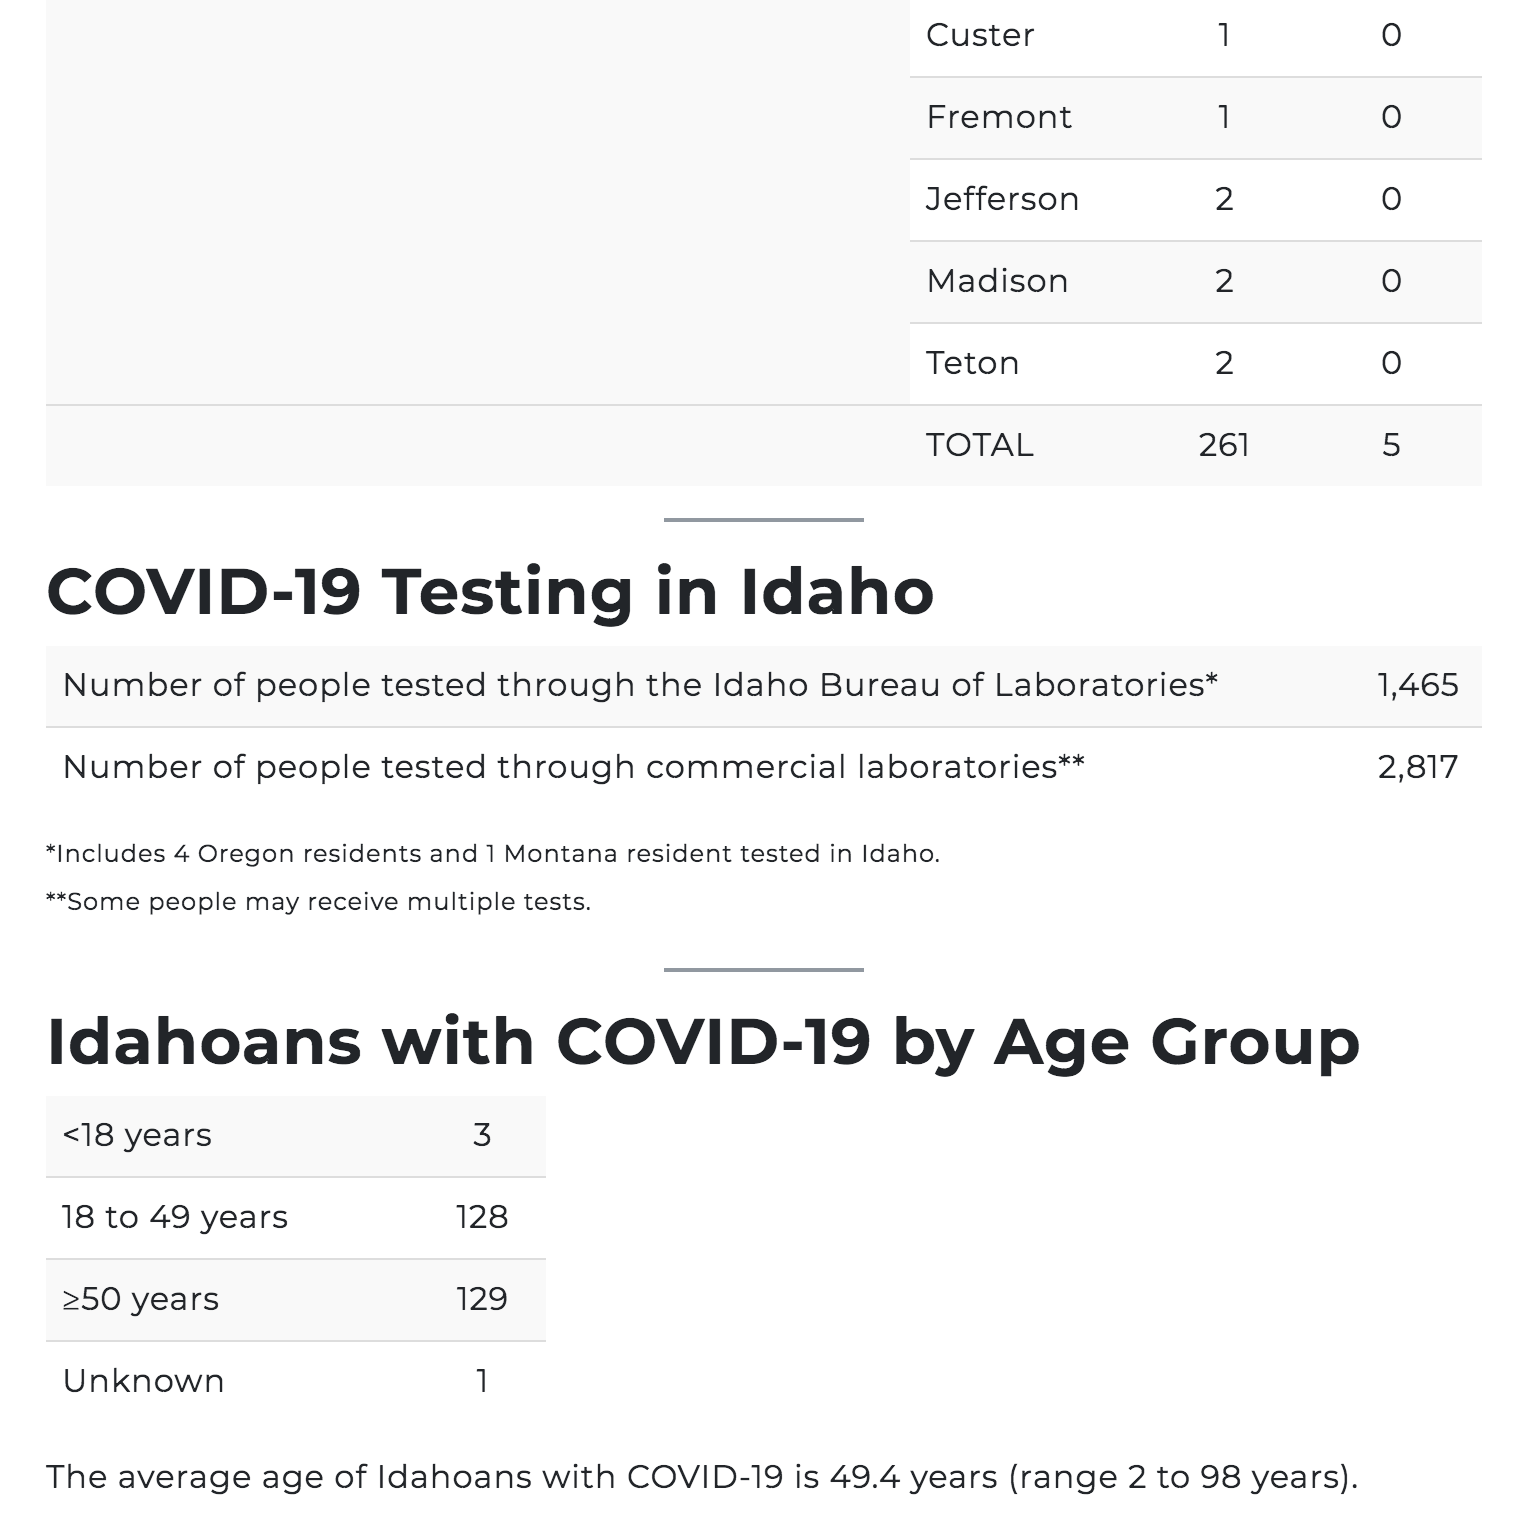 Custer 1 0
Fremont 1 0
Jefferson 2 0
Madison 2 0
Teton 2 0
TOTAL 261 5
COVID-19 Testing in Idaho
Number of people tested through the Idaho Bureau of Laboratories* 1,465
Number of people tested through commercial laboratories** 2,817
*Includes 4 Oregon residents and 1 Montana resident tested in Idaho.
**Some people may receive multiple tests.
Idahoans with COVID-19 by Age Group
<18 years 3
18 to 49 years 128
≥50 years 129
Unknown 1
The average age of Idahoans with COVID-19 is 49.4 years (range 2 to 98 years).